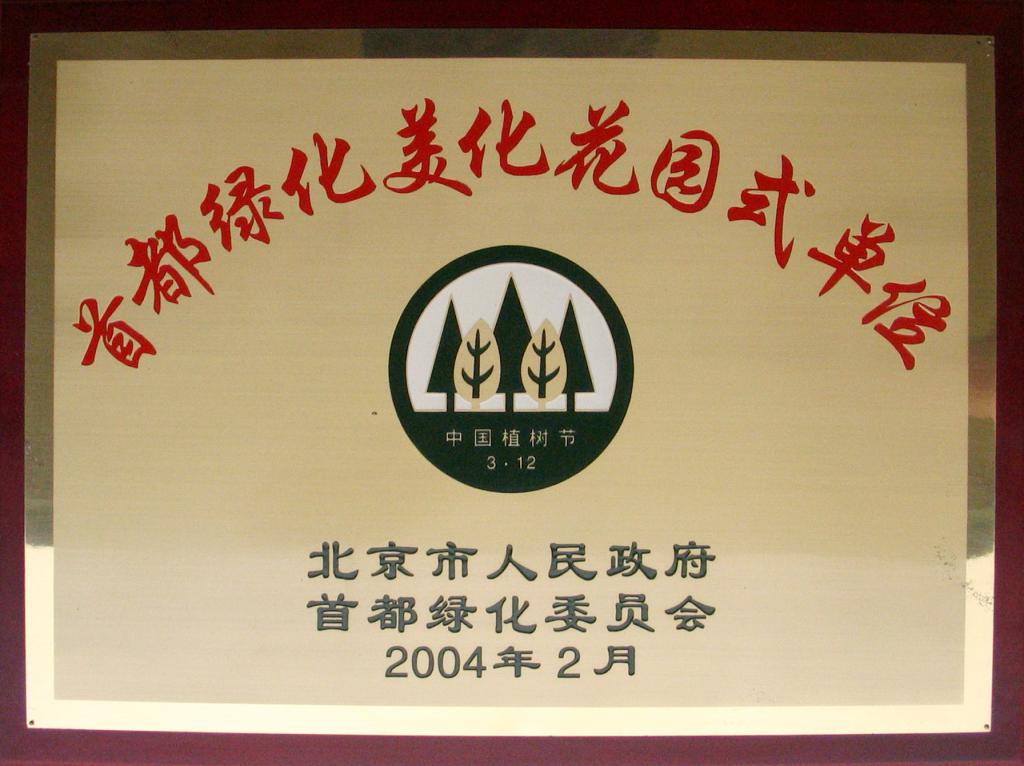 首都绿化美化花园式单位
中国植树节
3·12
北京市人民政府
首都绿化委员会
2004年2月